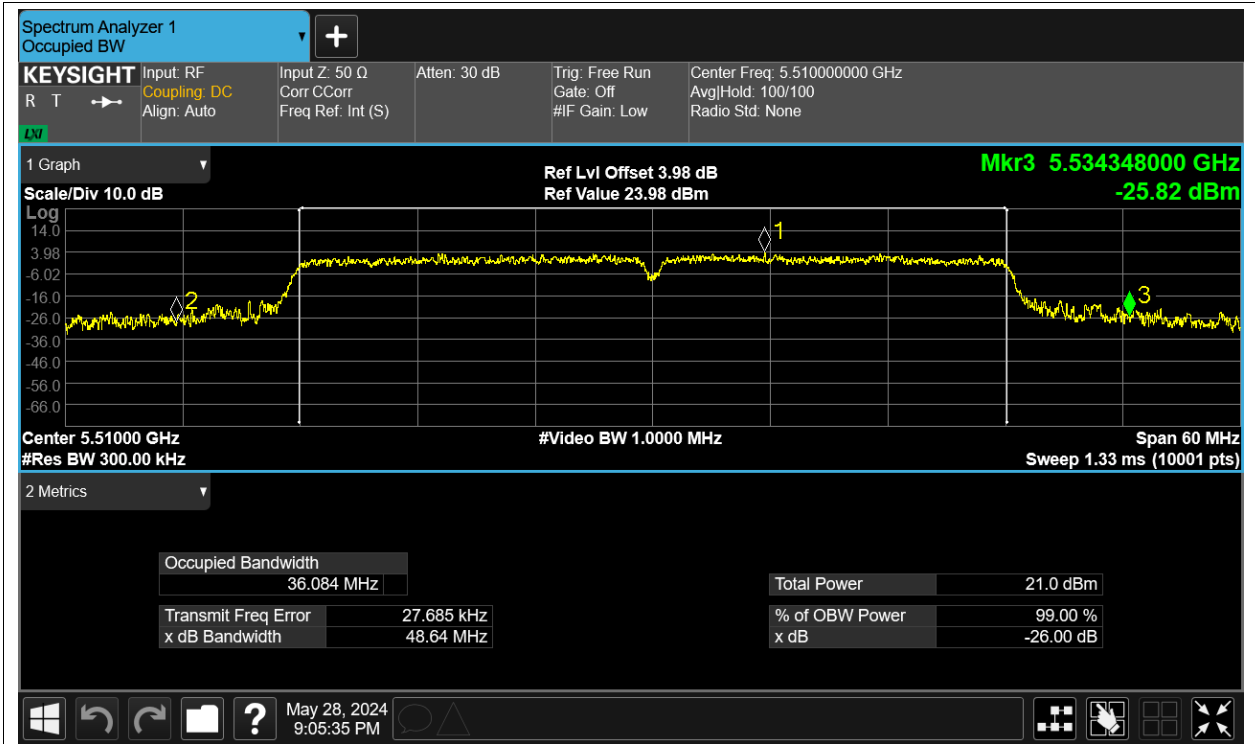 Spectrum Analyzer 1
Occupied BW
KEYSIGHT
R T
LXI
Input: RF
Coupling: DC
Align: Auto
Input Z: 50 Ω
Corr CCorr
Freq Ref: Int (S)
Atten: 30 dB
Trig: Free Run
Gate: Off
#IF Gain: Low
Center Freq: 5.510000000 GHz
Avg|Hold: 100/100
Radio Std: None
1 Graph
Scale/Div 10.0 dB
Ref Lvl Offset 3.98 dB
Ref Value 23.98 dBm
Mkr3 5.534348000 GHz
-25.82 dBm
Log
14.0
3.98
-6.02
-16.0
-26.0
-36.0
-46.0
-56.0
-66.0
1
2
3
Center 5.51000 GHz
#Video BW 1.0000 MHz
Span 60 MHz
#Res BW 300.00 kHz
Sweep 1.33 ms (10001 pts)
2 Metrics
Occupied Bandwidth
36.084 MHz
Transmit Freq Error 27.685 kHz
x dB Bandwidth 48.64 MHz
Total Power 21.0 dBm
% of OBW Power 99.00 %
x dB -26.00 dB
?
May 28, 2024
9:05:35 PM